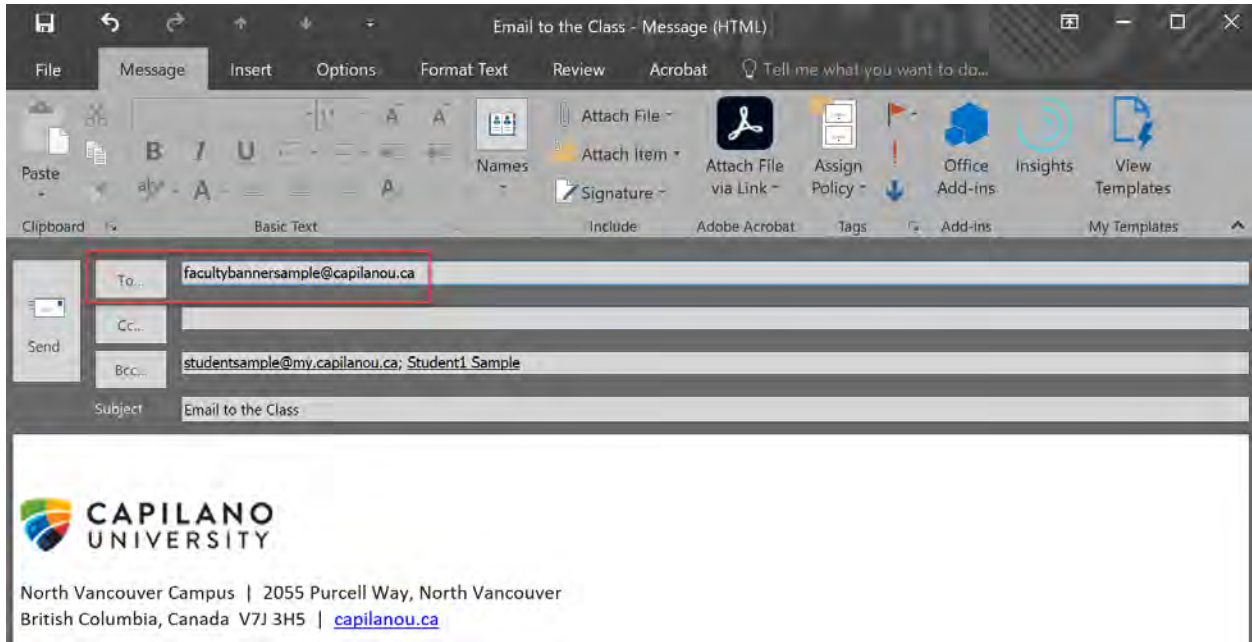 Email to the Class - Message (HTML)
File Message Insert Options Format Text Review Acrobat Tell me what you want to do...
Paste
B I U
aby A A
Names
Attach File
Attach Item
Signature
Attach File
via Link
Assign
Policy
Office
Add-ins
Insights
View
Templates
Clipboard Basic Text Include Adobe Acrobat Tags Add-ins My Templates
To... facultybannersample@capilanou.ca
Cc...
Send
Bcc... studentsample@my.capilanou.ca; Student1 Sample
Subject Email to the Class
CAPILANO
UNIVERSITY
North Vancouver Campus | 2055 Purcell Way, North Vancouver
British Columbia, Canada V7J 3H5 | capilanou.ca